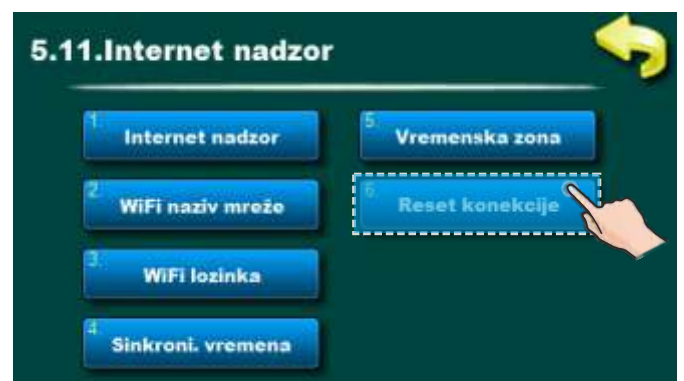 5.11.Internet nadzor
1. Internet nadzor
2. WiFi naziv mreže
3. WiFi lozinka
4 Sinkroni. vremena
5. Vremenska zona
6. Reset konekcije